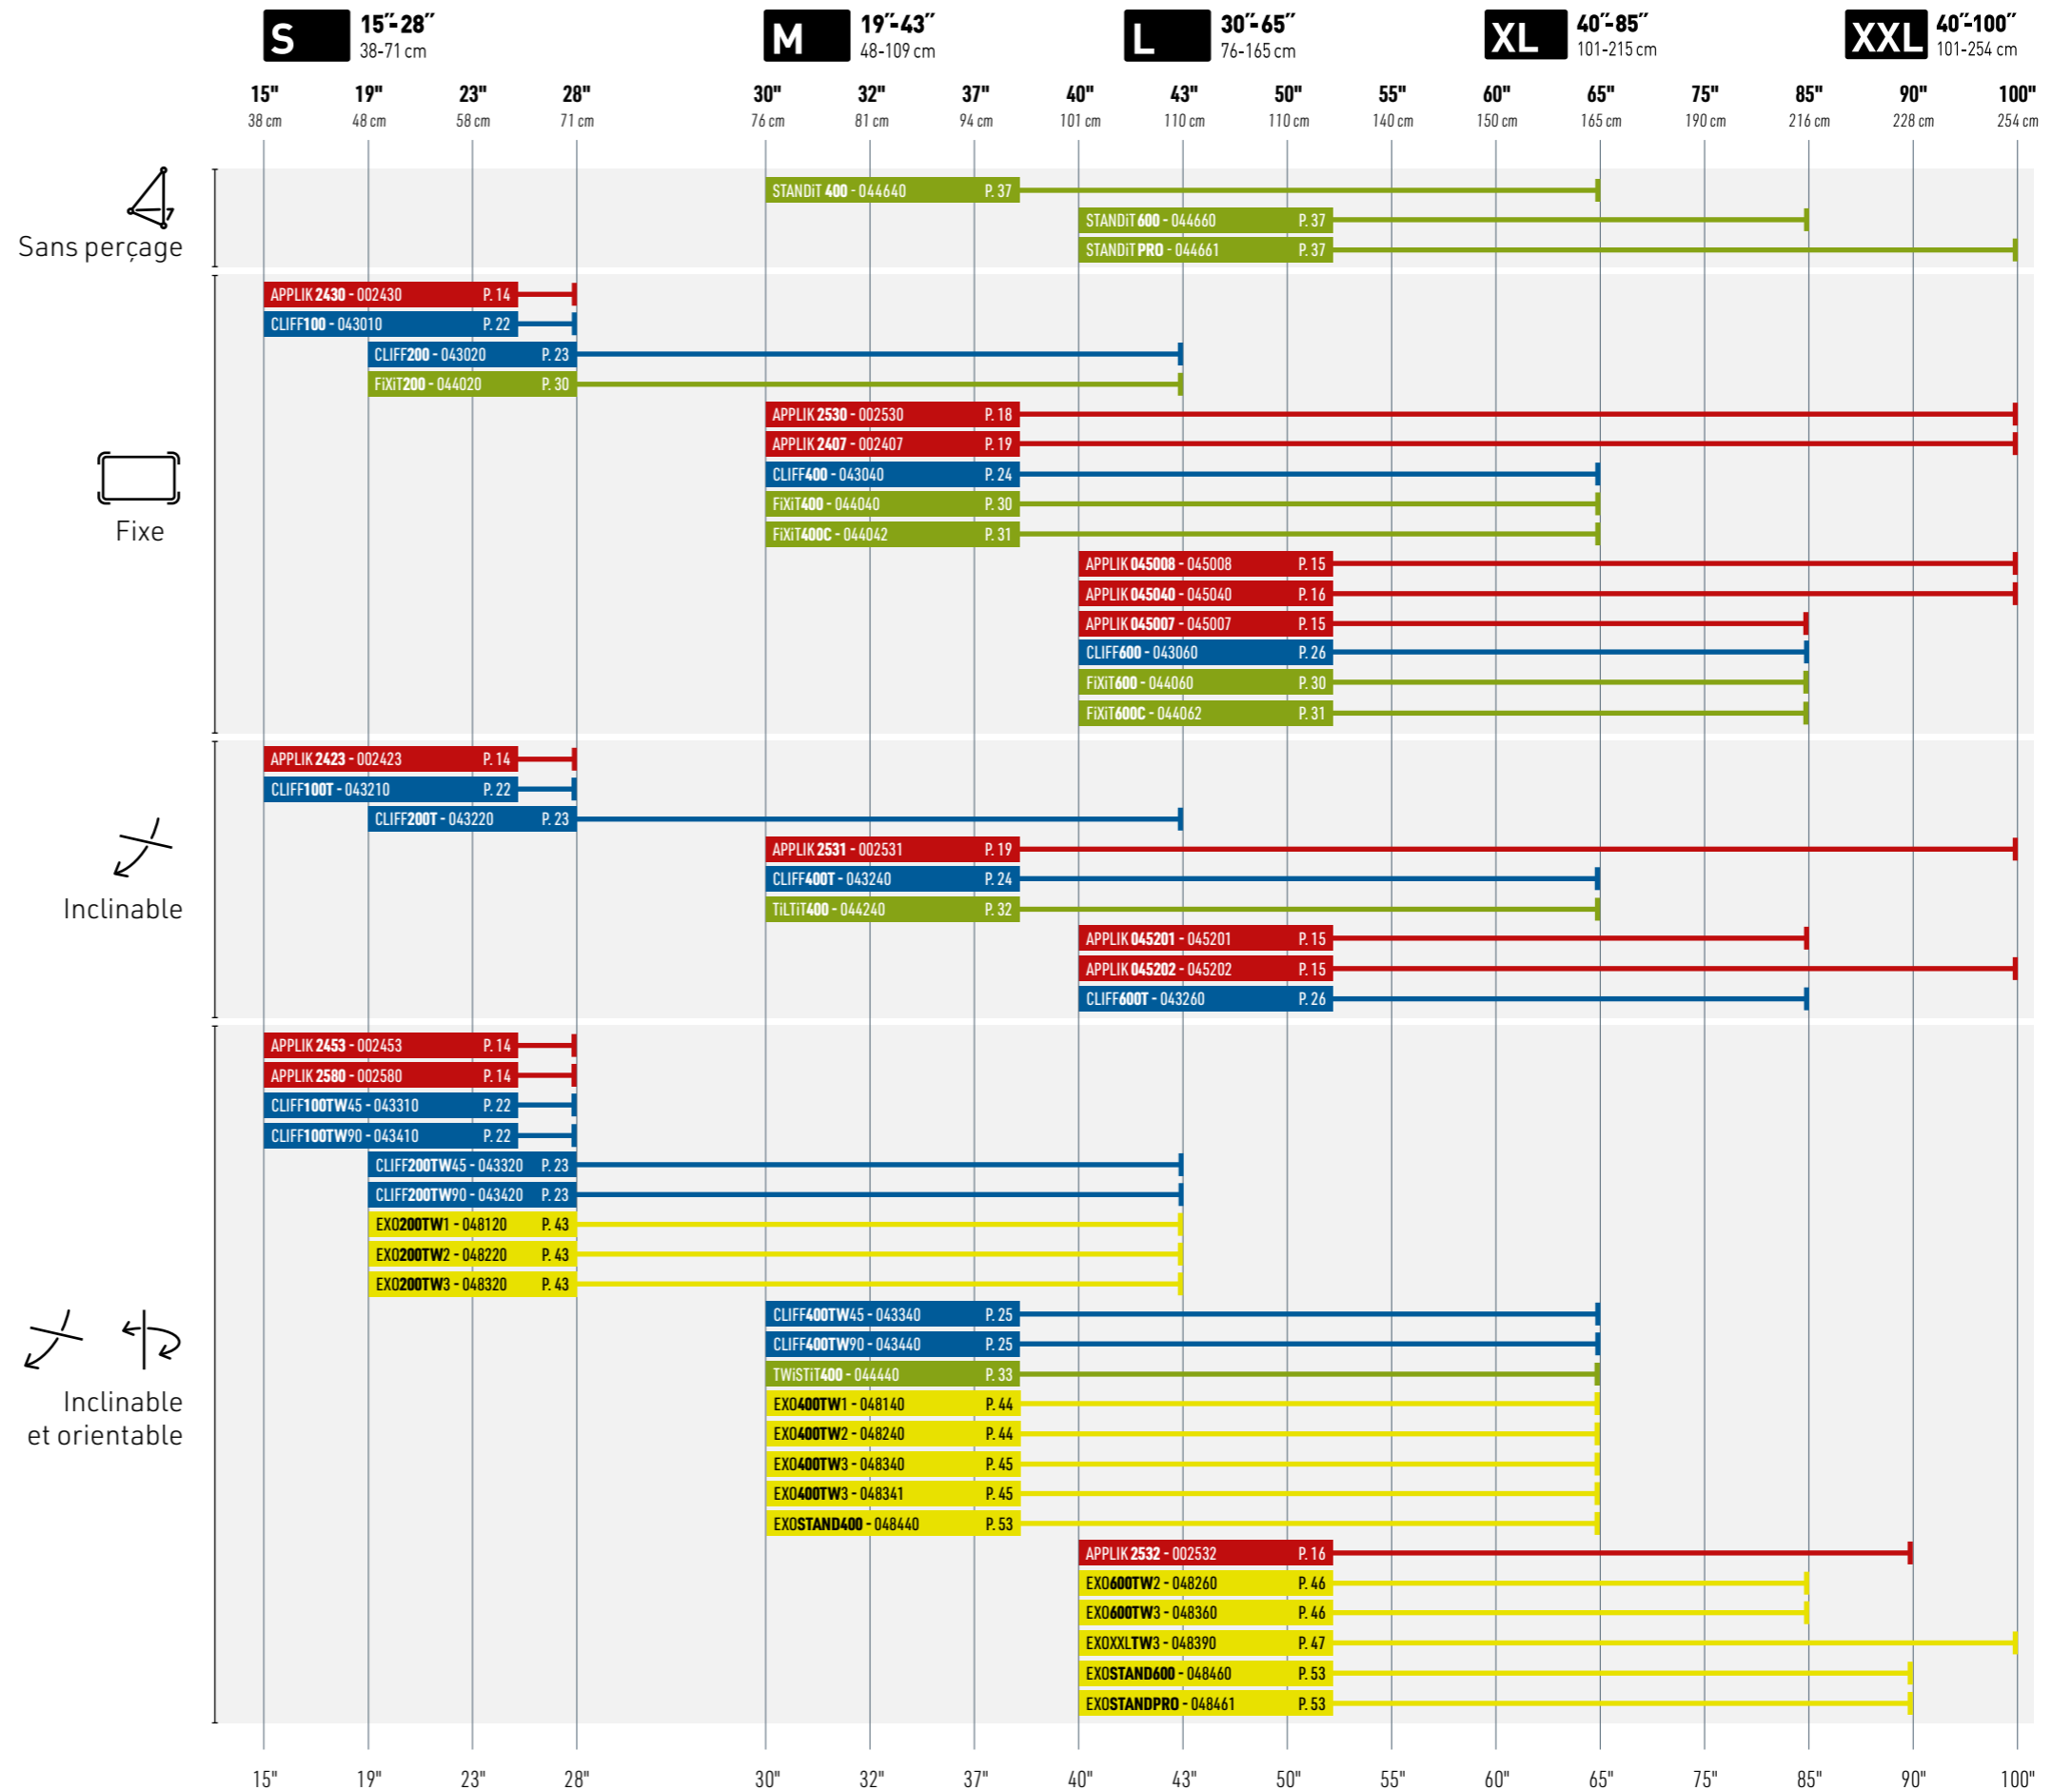 S 15″-28″
38-71 cm
M 19″-43″
48-109 cm
L 30″-65″
76-165 cm
XL 40″-85″
101-215 cm
XXL 40″-100″
101-254 cm
15" 19" 23" 28" 30" 32" 37" 40" 43" 50" 55" 60" 65" 75" 85" 90" 100"
38 cm 48 cm 58 cm 71 cm 76 cm 81 cm 94 cm 101 cm 110 cm 110 cm 140 cm 150 cm 165 cm 190 cm 216 cm 228 cm 254 cm
Sans perçage
STANDiT 400 - 044640 P. 37
STANDiT 600 - 044660 P. 37
STANDiT PRO - 044661 P. 37
Fixe
APPLIK 2430 - 002430 P. 14
CLIFF100 - 043010 P. 22
CLIFF200 - 043020 P. 23
FiXiT200 - 044020 P. 30
APPLIK 2530 - 002530 P. 18
APPLIK 2407 - 002407 P. 19
CLIFF400 - 043040 P. 24
FiXiT400 - 044040 P. 30
FiXiT400C - 044042 P. 31
APPLIK 045008 - 045008 P. 15
APPLIK 045040 - 045040 P. 16
APPLIK 045007 - 045007 P. 15
CLIFF600 - 043060 P. 26
FiXiT600 - 044060 P. 30
FiXiT600C - 044062 P. 31
Inclinable
APPLIK 2423 - 002423 P. 14
CLIFF100T - 043210 P. 22
CLIFF200T - 043220 P. 23
APPLIK 2531 - 002531 P. 19
CLIFF400T - 043240 P. 24
TiLTiT400 - 044240 P. 32
APPLIK 045201 - 045201 P. 15
APPLIK 045202 - 045202 P. 15
CLIFF600T - 043260 P. 26
Inclinable
et orientable
APPLIK 2453 - 002453 P. 14
APPLIK 2580 - 002580 P. 14
CLIFF100TW45 - 043310 P. 22
CLIFF100TW90 - 043410 P. 22
CLIFF200TW45 - 043320 P. 23
CLIFF200TW90 - 043420 P. 23
EXO200TW1 - 048120 P. 43
EXO200TW2 - 048220 P. 43
EXO200TW3 - 048320 P. 43
CLIFF400TW45 - 043340 P. 25
CLIFF400TW90 - 043440 P. 25
TWiSTiT400 - 044440 P. 33
EXO400TW1 - 048140 P. 44
EXO400TW2 - 048240 P. 44
EXO400TW3 - 048340 P. 45
EXO400TW3 - 048341 P. 45
EXOSTAND400 - 048440 P. 53
APPLIK 2532 - 002532 P. 16
EXO600TW2 - 048260 P. 46
EXO600TW3 - 048360 P. 46
EXOXXLTW3 - 048390 P. 47
EXOSTAND600 - 048460 P. 53
EXOSTANDPRO - 048461 P. 53
15" 19" 23" 28" 30" 32" 37" 40" 43" 50" 55" 60" 65" 75" 85" 90" 100"